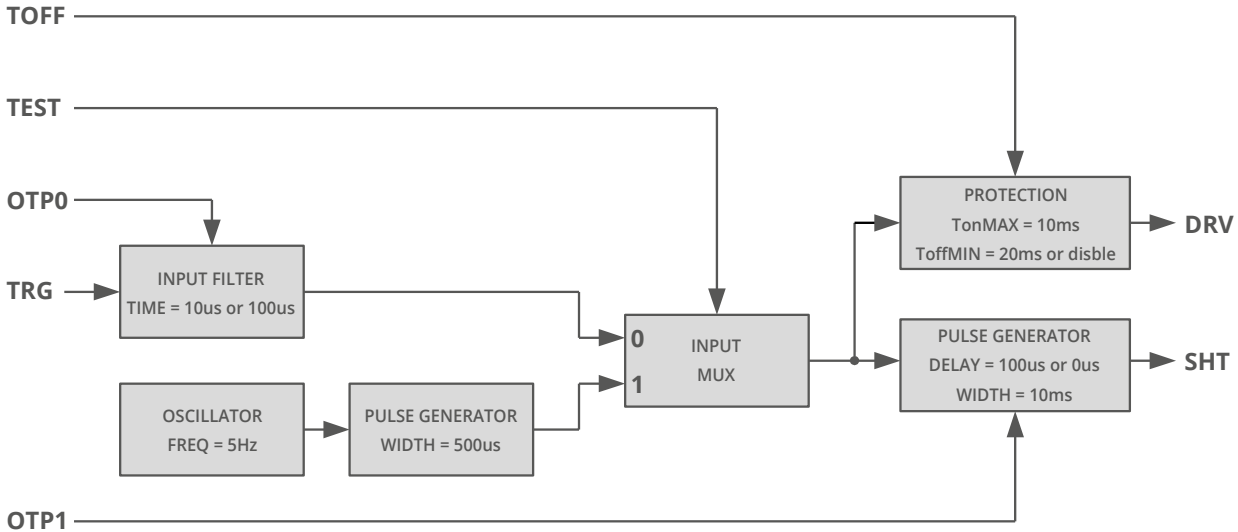 TOFF
TEST
OTP0
TRG
INPUT FILTER
TIME = 10us or 100us
OSCILLATOR
FREQ = 5Hz
PULSE GENERATOR
WIDTH = 500us
0
1
INPUT
MUX
PROTECTION
TonMAX = 10ms
ToffMIN = 20ms or disble
DRV
PULSE GENERATOR
DELAY = 100us or 0us
WIDTH = 10ms
SHT
OTP1